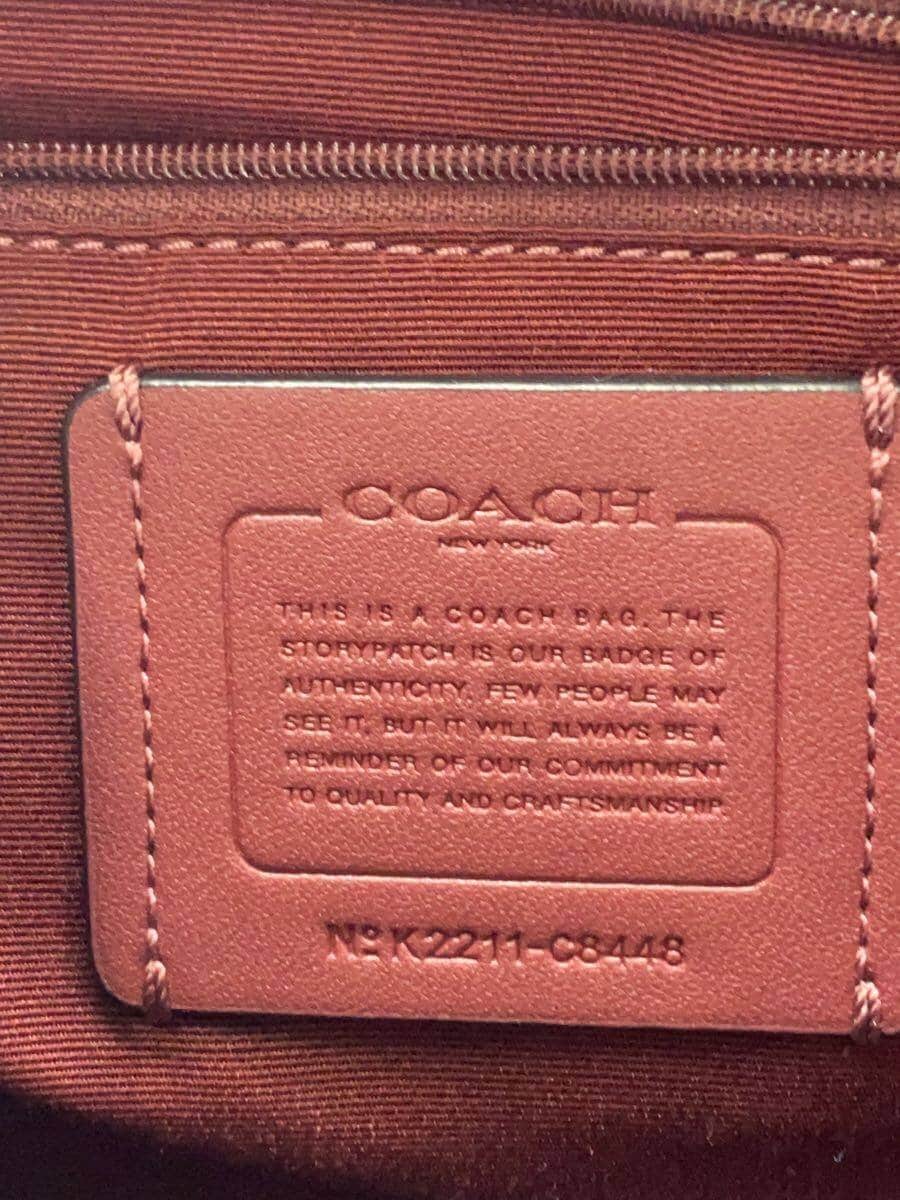 COACH
NEW YORK
THIS IS A COACH BAG. THE
STORYPATCH IS OUR BADGE OF
AUTHENTICITY. FEW PEOPLE MAY
SEE IT, BUT IT WILL ALWAYS BE A
REMINDER OF OUR COMMITMENT
TO QUALITY AND CRAFTSMANSHIP.
Nº K2211-C8448